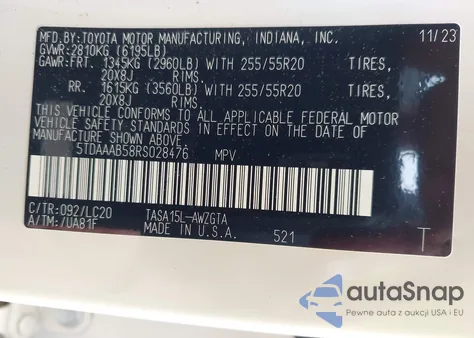 MFD.BY:TOYOTA MOTOR MANUFACTURING, INDIANA, INC. 11/23
GVWR:2810KG (6195LB)
GAWR:FRT. 1345KG (2960LB) WITH 255/55R20 TIRES,
20X8J RIMS,
RR. 1615KG (3560LB) WITH 255/55R20 TIRES,
20X8J RIMS.
THIS VEHICLE CONFORMS TO ALL APPLICABLE FEDERAL MOTOR
VEHICLE SAFETY STANDARDS IN EFFECT ON THE DATE OF
MANUFACTURE SHOWN ABOVE.
5TDAAAB58RS028476 MPV
C/TR:092/LC20 TASA15L-AWZGTA
A/TM:/UA81F MADE IN U.S.A. 521 T
autoSnap
Pewne auta z aukcji USA i EU